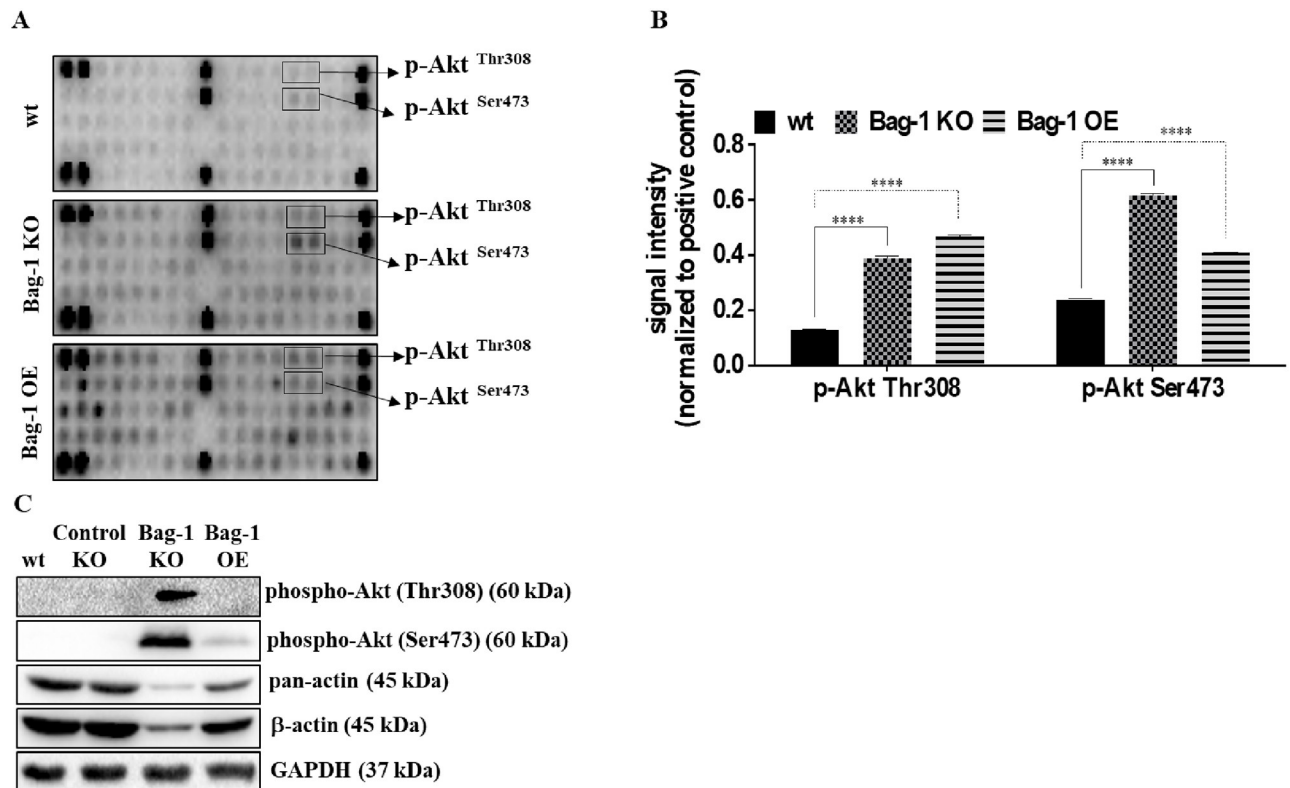 A
wt
p-Akt Thr308
p-Akt Ser473
Bag-1 KO
p-Akt Thr308
p-Akt Ser473
Bag-1 OE
p-Akt Thr308
p-Akt Ser473
B
wt Bag-1 KO Bag-1 OE
signal intensity
(normalized to positive control)
0.8
0.6
0.4
0.2
0.0
****
****
****
****
p-Akt Thr308 p-Akt Ser473
C
Control Bag-1 Bag-1
wt KO KO OE
phospho-Akt (Thr308) (60 kDa)
phospho-Akt (Ser473) (60 kDa)
pan-actin (45 kDa)
β-actin (45 kDa)
GAPDH (37 kDa)